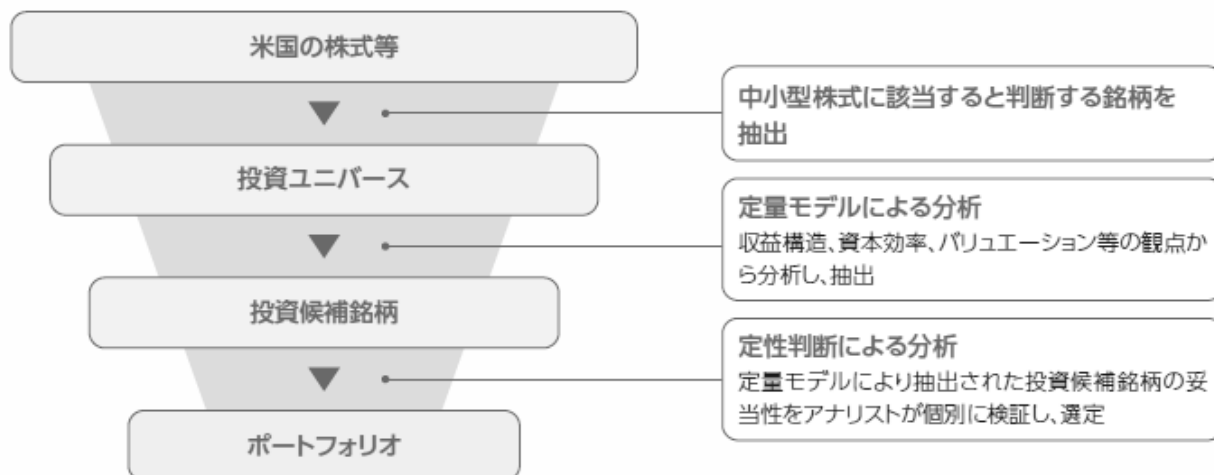 米国の株式等
中小型株式に該当すると判断する銘柄を
抽出
投資ユニバース
定量モデルによる分析
収益構造、資本効率、バリュエーション等の観点か
ら分析し、抽出
投資候補銘柄
定性判断による分析
定量モデルにより抽出された投資候補銘柄の妥
当性をアナリストが個別に検証し、選定
ポートフォリオ